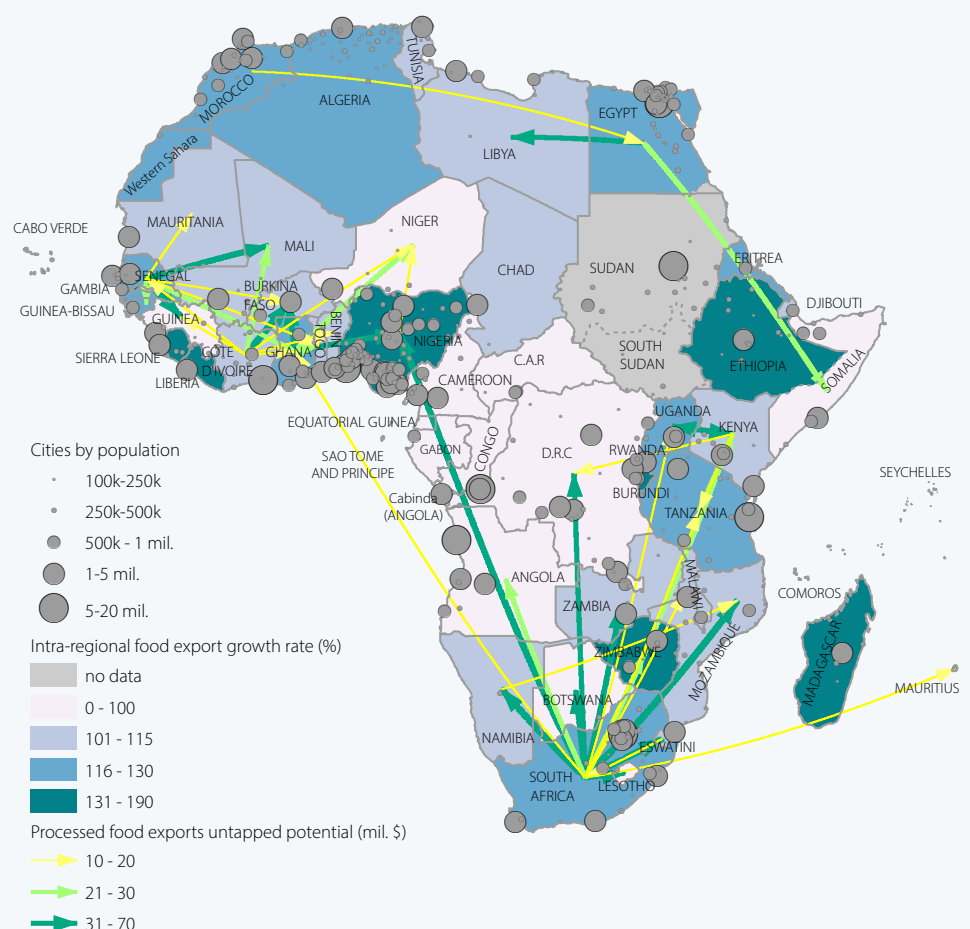 TUNISIA
MOROCCO
ALGERIA
EGYPT
LIBYA
Western Sahara
CABO VERDE
MAURITANIA
NIGER
MALI
CHAD
SUDAN
ERITREA
SENEGAL
GAMBIA
BURKINA
FASO
DJIBOUTI
GUINEA-BISSAU
GUINEA
BENIN
TOGO
NIGERIA
SOUTH
SUDAN
SIERRA LEONE
CÔTE
D'IVOIRE
GHANA
C.A.R
ETHIOPIA
SOMALIA
LIBERIA
CAMEROON
EQUATORIAL GUINEA
UGANDA
KENYA
Cities by population
SAO TOME
AND PRINCIPE
GABON
CONGO
D.R.C
RWANDA
BURUNDI
SEYCHELLES
100k-250k
250k-500k
500k - 1 mil.
1-5 mil.
5-20 mil.
Cabinda
(ANGOLA)
TANZANIA
ANGOLA
MALAWI
COMOROS
ZAMBIA
Intra-regional food export growth rate (%)
no data
0 - 100
101 - 115
116 - 130
131 - 190
ZIMBABWE
MOZAMBIQUE
MADAGASCAR
MAURITIUS
BOTSWANA
NAMIBIA
ESWATINI
SOUTH
AFRICA
LESOTHO
Processed food exports untapped potential (mil. $)
10 - 20
21 - 30
31 - 70